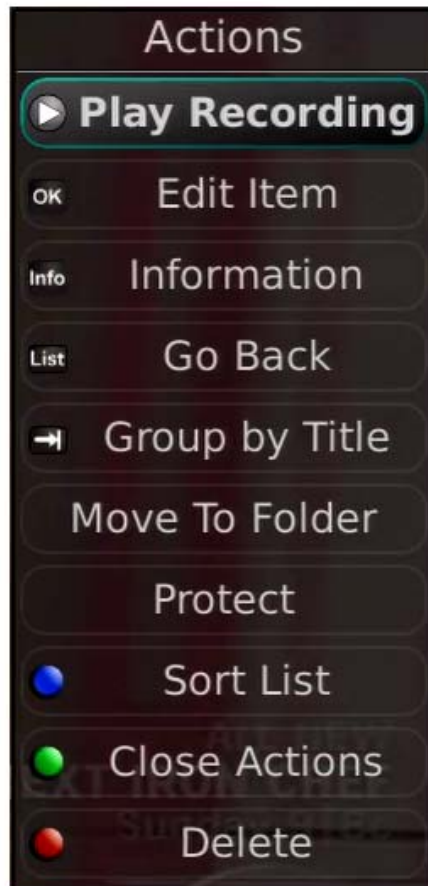 Actions
Play Recording
OK Edit Item
Info Information
List Go Back
Group by Title
Move To Folder
Protect
Sort List
Close Actions
Delete